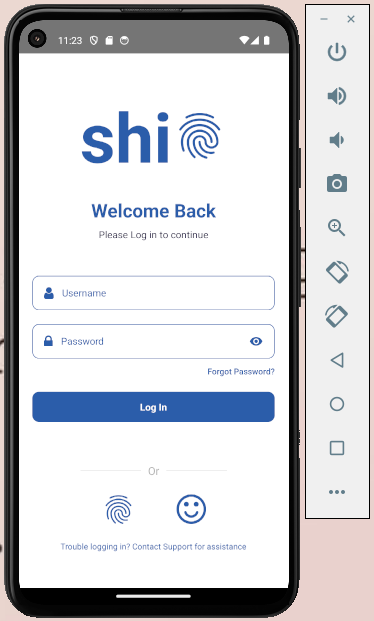 11:23
shi
Welcome Back
Please Log in to continue
Username
Password
Forgot Password?
Log In
Or
Trouble logging in? Contact Support for assistance